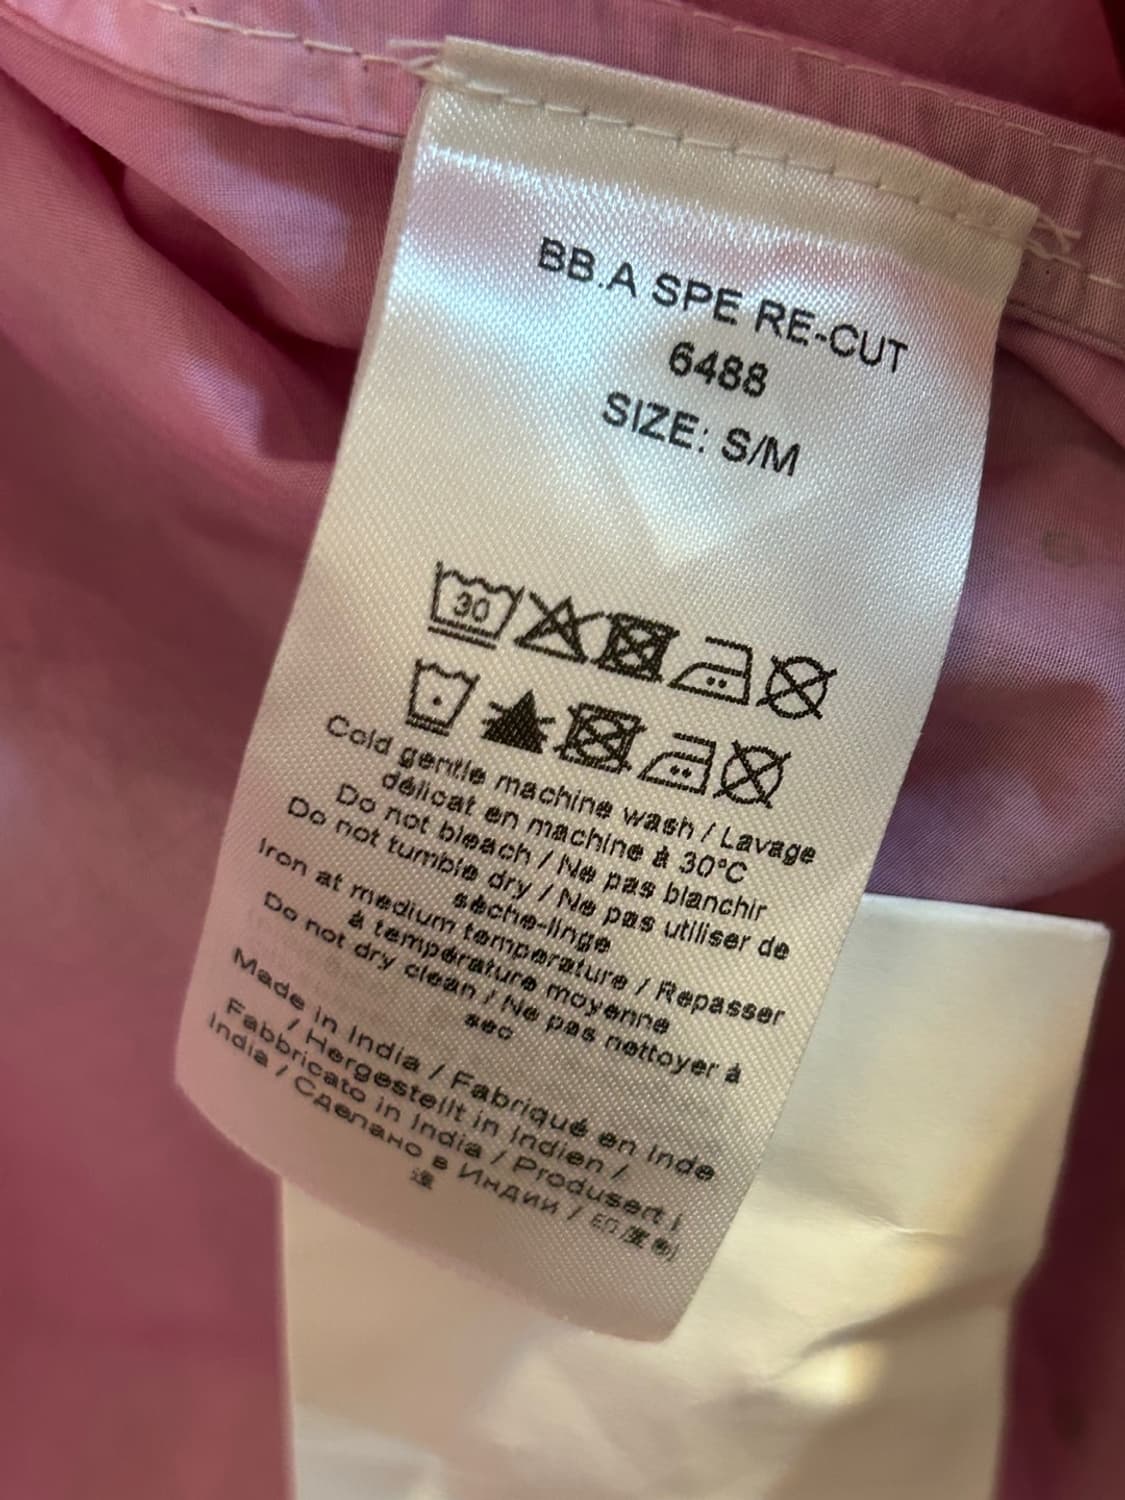 BB.A SPE RE-CUT
6488
SIZE: S/M
30
Cold gentle machine wash / Lavage
délicat en machine à 30°C
Do not bleach / Ne pas blanchir
Do not tumble dry / Ne pas utiliser de
sèche-linge
Iron at medium temperature / Repasser
à température moyenne
Do not dry clean / Ne pas nettoyer à
sec
Made in India / Fabriqué en Inde
/ Hergestellt in Indien /
Fabbricato in India / Produsert i
India / Сделано в Индии / 印度制
造